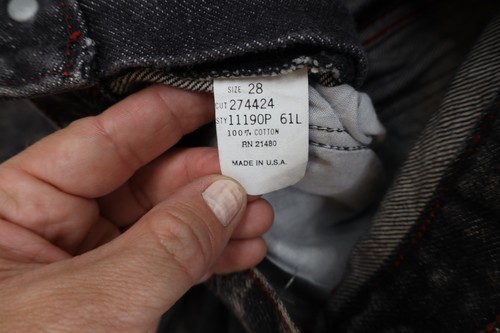 SIZE 28
CUT 274424
STY 11190P 61L
100% COTTON
RN 21480
MADE IN U.S.A.